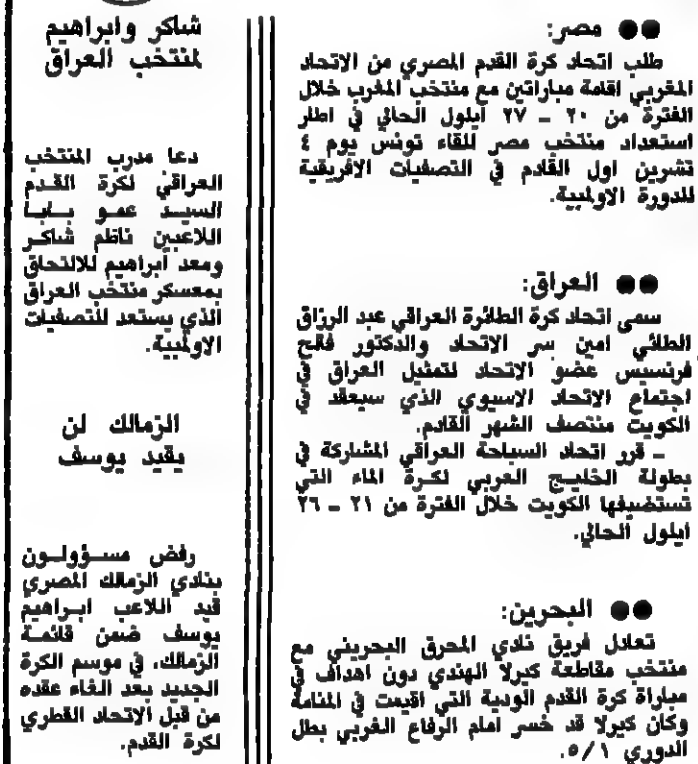 ●● مصر:
طلب اتحاد كرة القدم المصري من الاتحاد
المغربي اقامة مباراتين مع منتخب المغرب خلال
الفترة من ٢٠ ـ ٢٧ ايلول الحالي في اطار
استعداد منتخب مصر للقاء تونس يوم ٤
تشرين اول القادم في التصفيات الافريقية
للدورة الاولمبية.
●● العراق:
سمى اتحاد كرة الطائرة العراقي عبد الرزاق
الطائي امين سر الاتحاد والدكتور فالح
فرنسيس عضو الاتحاد لتمثيل العراق في
اجتماع الاتحاد الاسيوي الذي سيعقد في
الكويت منتصف الشهر القادم.
ـ قرر اتحاد السباحة العراقي المشاركة في
بطولة الخليج العربي لكرة الماء التي
تستضيفها الكويت خلال الفترة من ٢١ ـ ٢٦
ايلول الحالي.
●● البحرين:
تعادل فريق نادي المحرق البحريني مع
منتخب مقاطعة كيرلا الهندي دون اهداف في
مباراة كرة القدم الودية التي اقيمت في المنامة
وكان كيرلا قد خسر امام الرفاع الغربي بطل
الدوري ٥/١.
شاكر وابراهيم
لمنتخب العراق
دعا مدرب المنتخب
العراقي لكرة القدم
السيد عمو بابا
اللاعبين ناظم شاكر
ومعد ابراهيم للالتحاق
بمعسكر منتخب العراق
الذي يستعد للتصفيات
الاولمبية.
الزمالك لن
يقيد يوسف
رفض مسؤولون
بنادي الزمالك المصري
قيد اللاعب ابراهيم
يوسف ضمن قائمة
الزمالك، في موسم الكرة
الجديد بعد الغاء عقده
من قبل الاتحاد القطري
لكرة القدم.